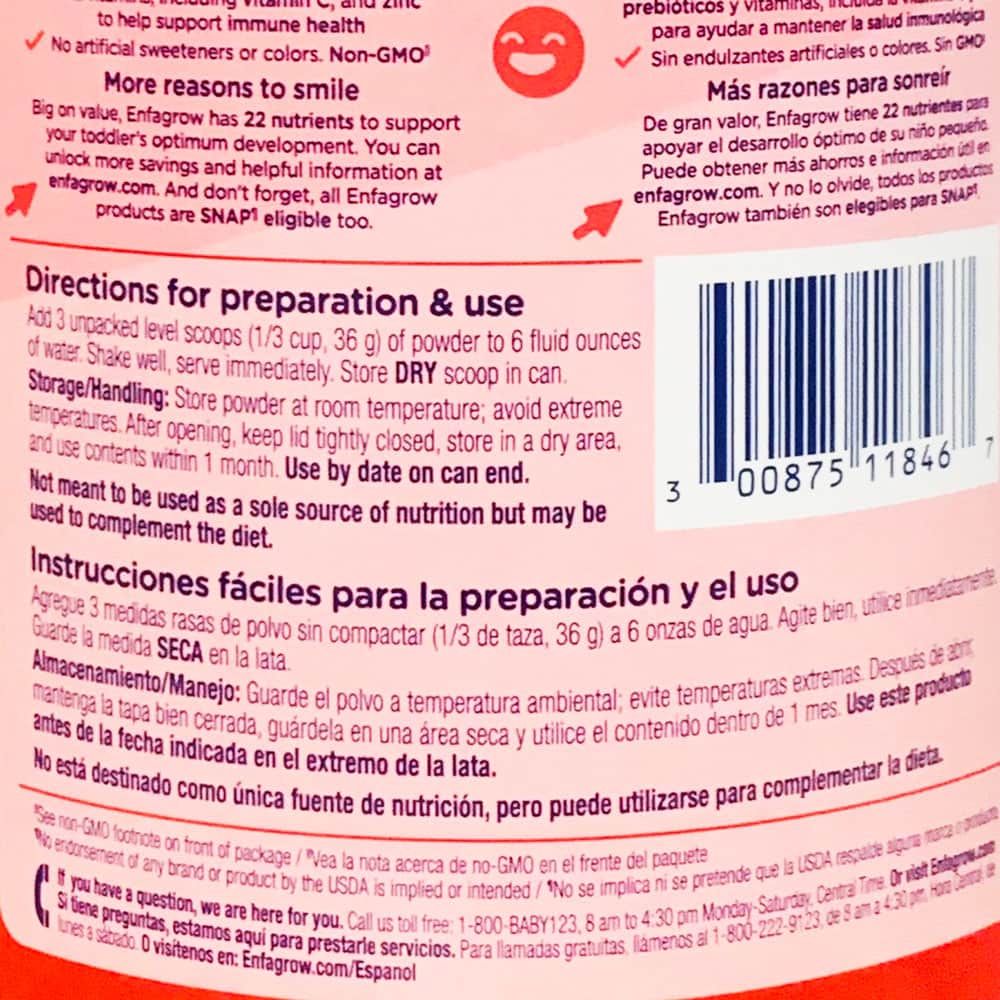 including vitamin C, and zinc
to help support immune health
No artificial sweeteners or colors. Non-GMO‖
More reasons to smile
Big on value, Enfagrow has 22 nutrients to support
your toddler's optimum development. You can
unlock more savings and helpful information at
enfagrow.com. And don't forget, all Enfagrow
products are SNAP¶ eligible too.
prebióticos y vitaminas,
para ayudar a mantener la salud inmunológica
Sin endulzantes artificiales o colores. Sin GMO‖
Más razones para sonreír
De gran valor, Enfagrow tiene 22 nutrientes para
apoyar el desarrollo óptimo de su niño pequeño.
Puede obtener más ahorros e información útil en
enfagrow.com. Y no lo olvide, todos los productos
Enfagrow también son elegibles para SNAP¶.
Directions for preparation & use
Add 3 unpacked level scoops (1/3 cup, 36 g) of powder to 6 fluid ounces
of water. Shake well, serve immediately. Store DRY scoop in can.
Storage/Handling: Store powder at room temperature; avoid extreme
temperatures. After opening, keep lid tightly closed, store in a dry area,
and use contents within 1 month. Use by date on can end.
Not meant to be used as a sole source of nutrition but may be
used to complement the diet.
3 00875 11846 7
Instrucciones fáciles para la preparación y el uso
Agregue 3 medidas rasas de polvo sin compactar (1/3 de taza, 36 g) a 6 onzas de agua. Agite bien, utilice inmediatamente.
Guarde la medida SECA en la lata.
Almacenamiento/Manejo: Guarde el polvo a temperatura ambiental; evite temperaturas extremas. Después de abrir,
mantenga la tapa bien cerrada, guárdela en una área seca y utilice el contenido dentro de 1 mes. Use este producto
antes de la fecha indicada en el extremo de la lata.
No está destinado como única fuente de nutrición, pero puede utilizarse para complementar la dieta.
‖See non-GMO footnote on front of package / ‖Vea la nota acerca de no-GMO en el frente del paquete
¶No endorsement of any brand or product by the USDA is implied or intended / ¶No se implica ni se pretende que la USDA respalde alguna marca o producto
If you have a question, we are here for you. Call us toll free: 1-800-BABY123, 8 am to 4:30 pm Monday-Saturday, Central Time. Or visit Enfagrow.com
Si tiene preguntas, estamos aquí para prestarle servicios. Para llamadas gratuitas, llámenos al 1-800-222-9123, de 8 am a 4:30 pm, Hora Central, de
lunes a sábado. O visítenos en: Enfagrow.com/Espanol